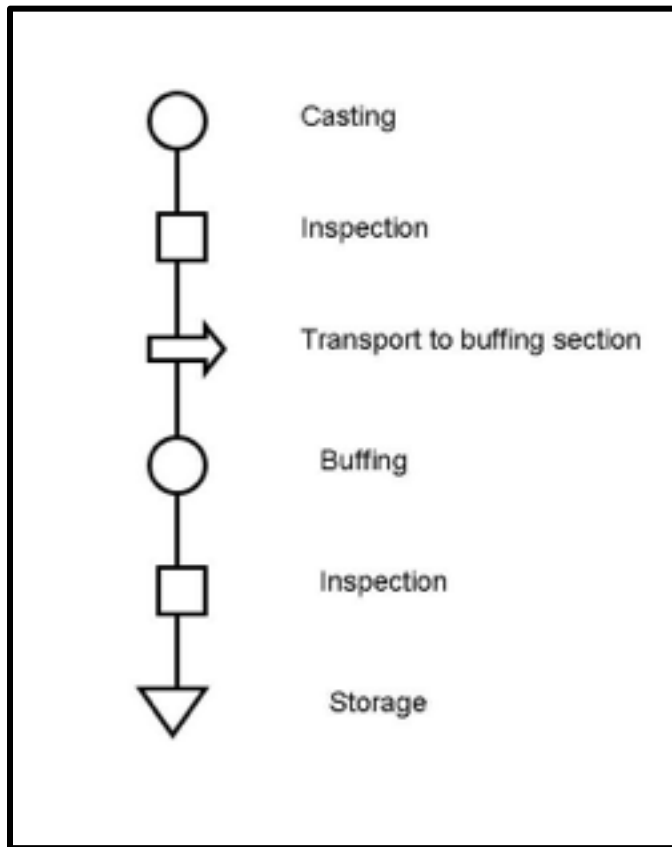 Casting
Inspection
Transport to buffing section
Buffing
Inspection
Storage